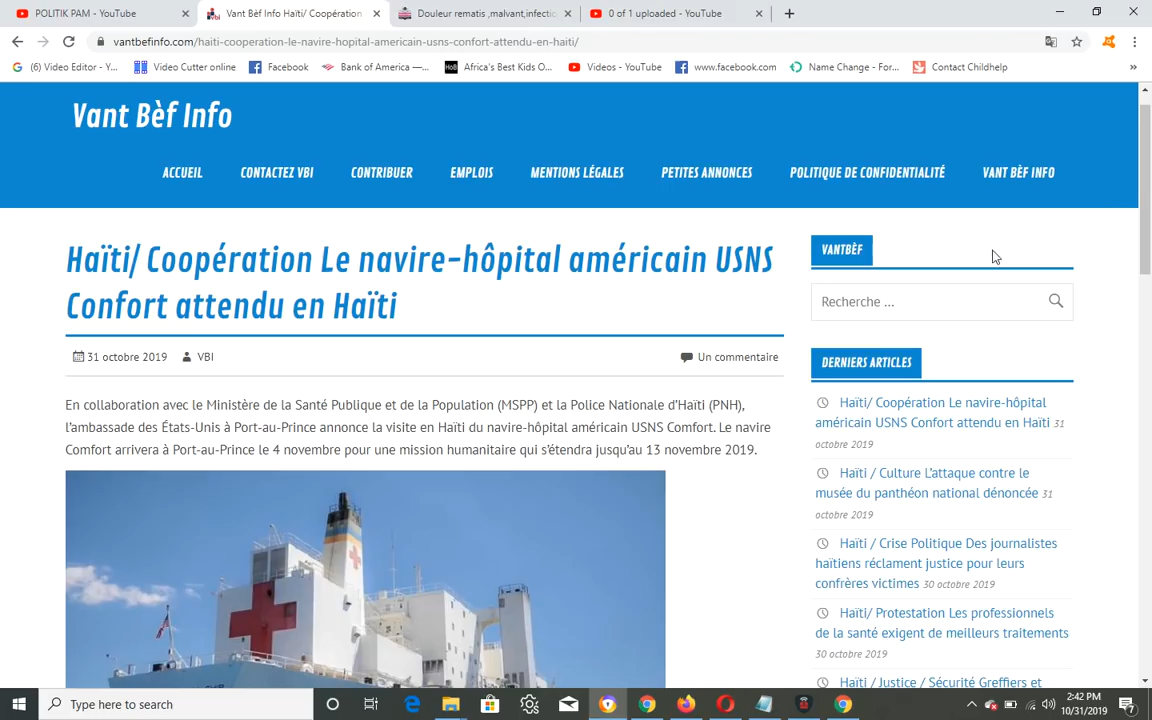 POLITIK PAM - YouTube
Vant Bèf Info Haïti/ Coopération
Douleur rematis ,malvant,infectio
0 of 1 uploaded - YouTube
vantbefinfo.com/haiti-cooperation-le-navire-hopital-americain-usns-confort-attendu-en-haiti/
(6) Video Editor - Y...
Video Cutter online
Facebook
Bank of America —...
Africa's Best Kids O...
Videos - YouTube
www.facebook.com
Name Change - For...
Contact Childhelp
Vant Bèf Info
ACCUEIL
CONTACTEZ VBI
CONTRIBUER
EMPLOIS
MENTIONS LÉGALES
PETITES ANNONCES
POLITIQUE DE CONFIDENTIALITÉ
VANT BÈF INFO
Haïti/ Coopération Le navire-hôpital américain USNS
Confort attendu en Haïti
31 octobre 2019
VBI
Un commentaire
En collaboration avec le Ministère de la Santé Publique et de la Population (MSPP) et la Police Nationale d'Haïti (PNH),
l'ambassade des États-Unis à Port-au-Prince annonce la visite en Haïti du navire-hôpital américain USNS Comfort. Le navire
Comfort arrivera à Port-au-Prince le 4 novembre pour une mission humanitaire qui s'étendra jusqu'au 13 novembre 2019.
VANTBÈF
Recherche ...
DERNIERS ARTICLES
Haïti/ Coopération Le navire-hôpital
américain USNS Confort attendu en Haïti 31
octobre 2019
Haïti / Culture L'attaque contre le
musée du panthéon national dénoncée 31
octobre 2019
Haïti / Crise Politique Des journalistes
haïtiens réclament justice pour leurs
confrères victimes 30 octobre 2019
Haïti/ Protestation Les professionnels
de la santé exigent de meilleurs traitements
30 octobre 2019
Haïti / Justice / Sécurité Greffiers et
Type here to search
2:42 PM
10/31/2019
7